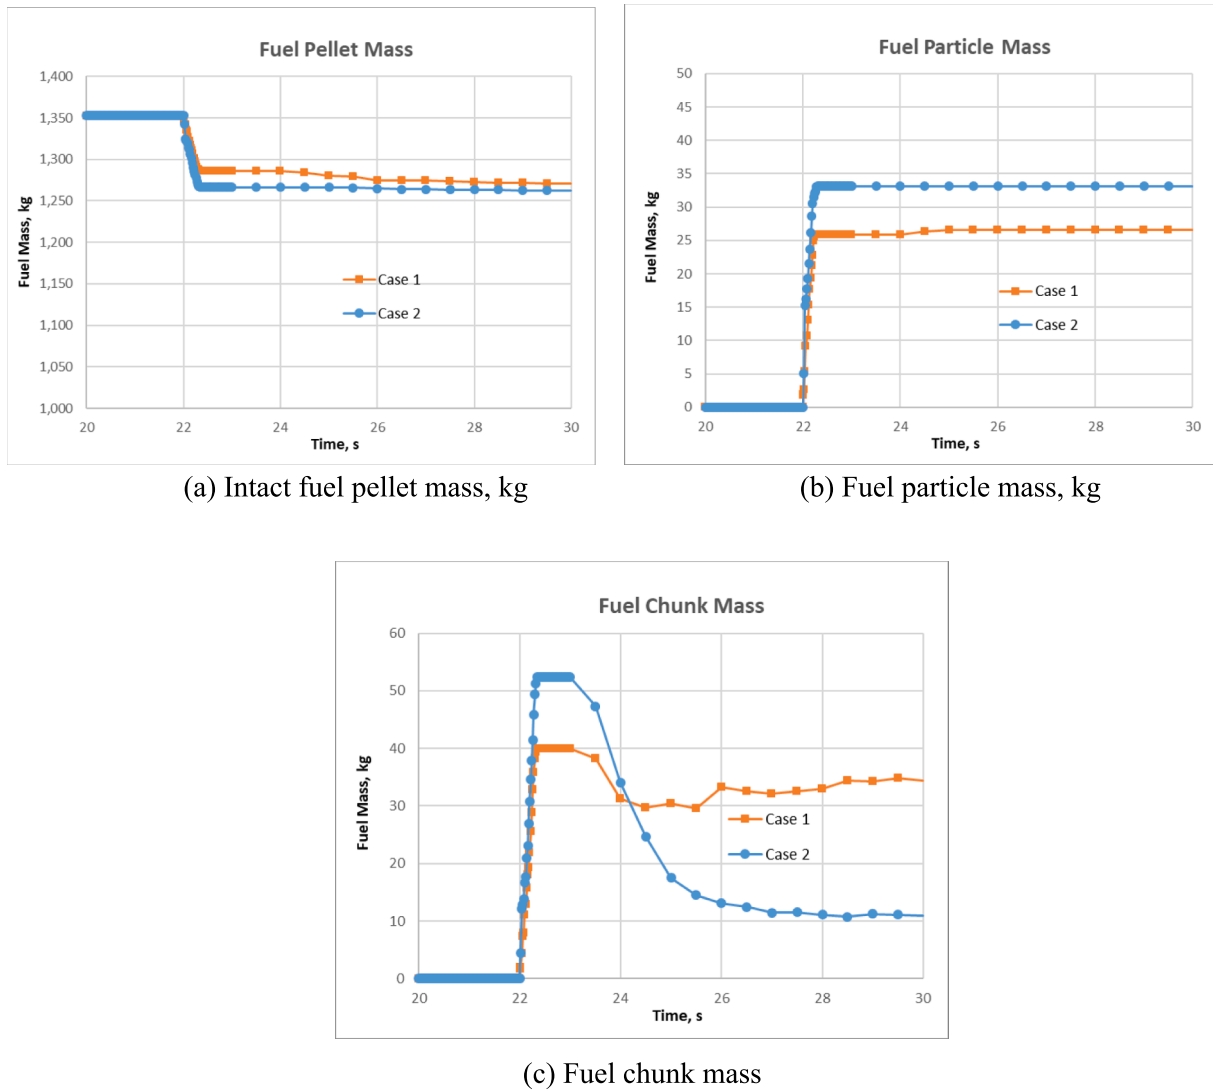 Fuel Pellet Mass
1,400
1,350
1,300
1,250
1,200
1,150
1,100
1,050
1,000
Fuel Mass, kg
Case 1
Case 2
20 22 24 26 28 30
Time, s
(a) Intact fuel pellet mass, kg
Fuel Particle Mass
50
45
40
35
30
25
20
15
10
5
0
Fuel Mass, kg
Case 1
Case 2
20 22 24 26 28 30
Time, s
(b) Fuel particle mass, kg
Fuel Chunk Mass
60
50
40
30
20
10
0
Fuel Mass, kg
Case 1
Case 2
20 22 24 26 28 30
Time, s
(c) Fuel chunk mass